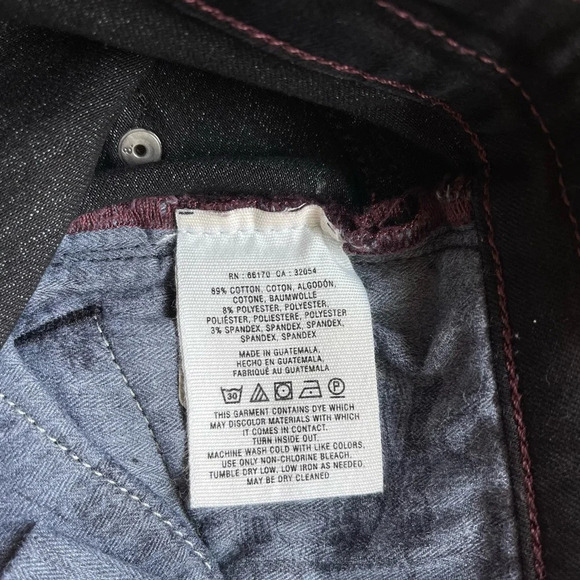 RN : 66170 CA : 32054
89% COTTON, COTON, ALGODÓN,
COTONE, BAUMWOLLE
8% POLYESTER, POLYESTER,
POLIÉSTER, POLIESTERE, POLYESTER
3% SPANDEX, SPANDEX, SPANDEX,
SPANDEX, SPANDEX
MADE IN GUATEMALA,
HECHO EN GUATEMALA,
FABRIQUÉ AU GUATEMALA
30 P
THIS GARMENT CONTAINS DYE WHICH
MAY DISCOLOR MATERIALS WITH WHICH
IT COMES IN CONTACT.
TURN INSIDE OUT.
MACHINE WASH COLD WITH LIKE COLORS.
USE ONLY NON-CHLORINE BLEACH.
TUMBLE DRY LOW. LOW IRON AS NEEDED.
MAY BE DRY CLEANED